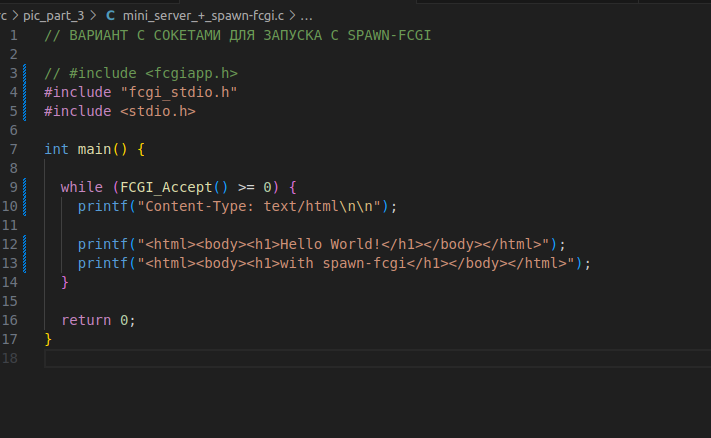 rc > pic_part_3 > C mini_server_+_spawn-fcgi.c > ...
1 // ВАРИАНТ С СОКЕТАМИ ДЛЯ ЗАПУСКА С SPAWN-FCGI
2
3 // #include <fcgiapp.h>
4 #include "fcgi_stdio.h"
5 #include <stdio.h>
6
7 int main() {
8
9 while (FCGI_Accept() >= 0) {
10 printf("Content-Type: text/html\n\n");
11
12 printf("<html><body><h1>Hello World!</h1></body></html>");
13 printf("<html><body><h1>with spawn-fcgi</h1></body></html>");
14 }
15
16 return 0;
17 }
18